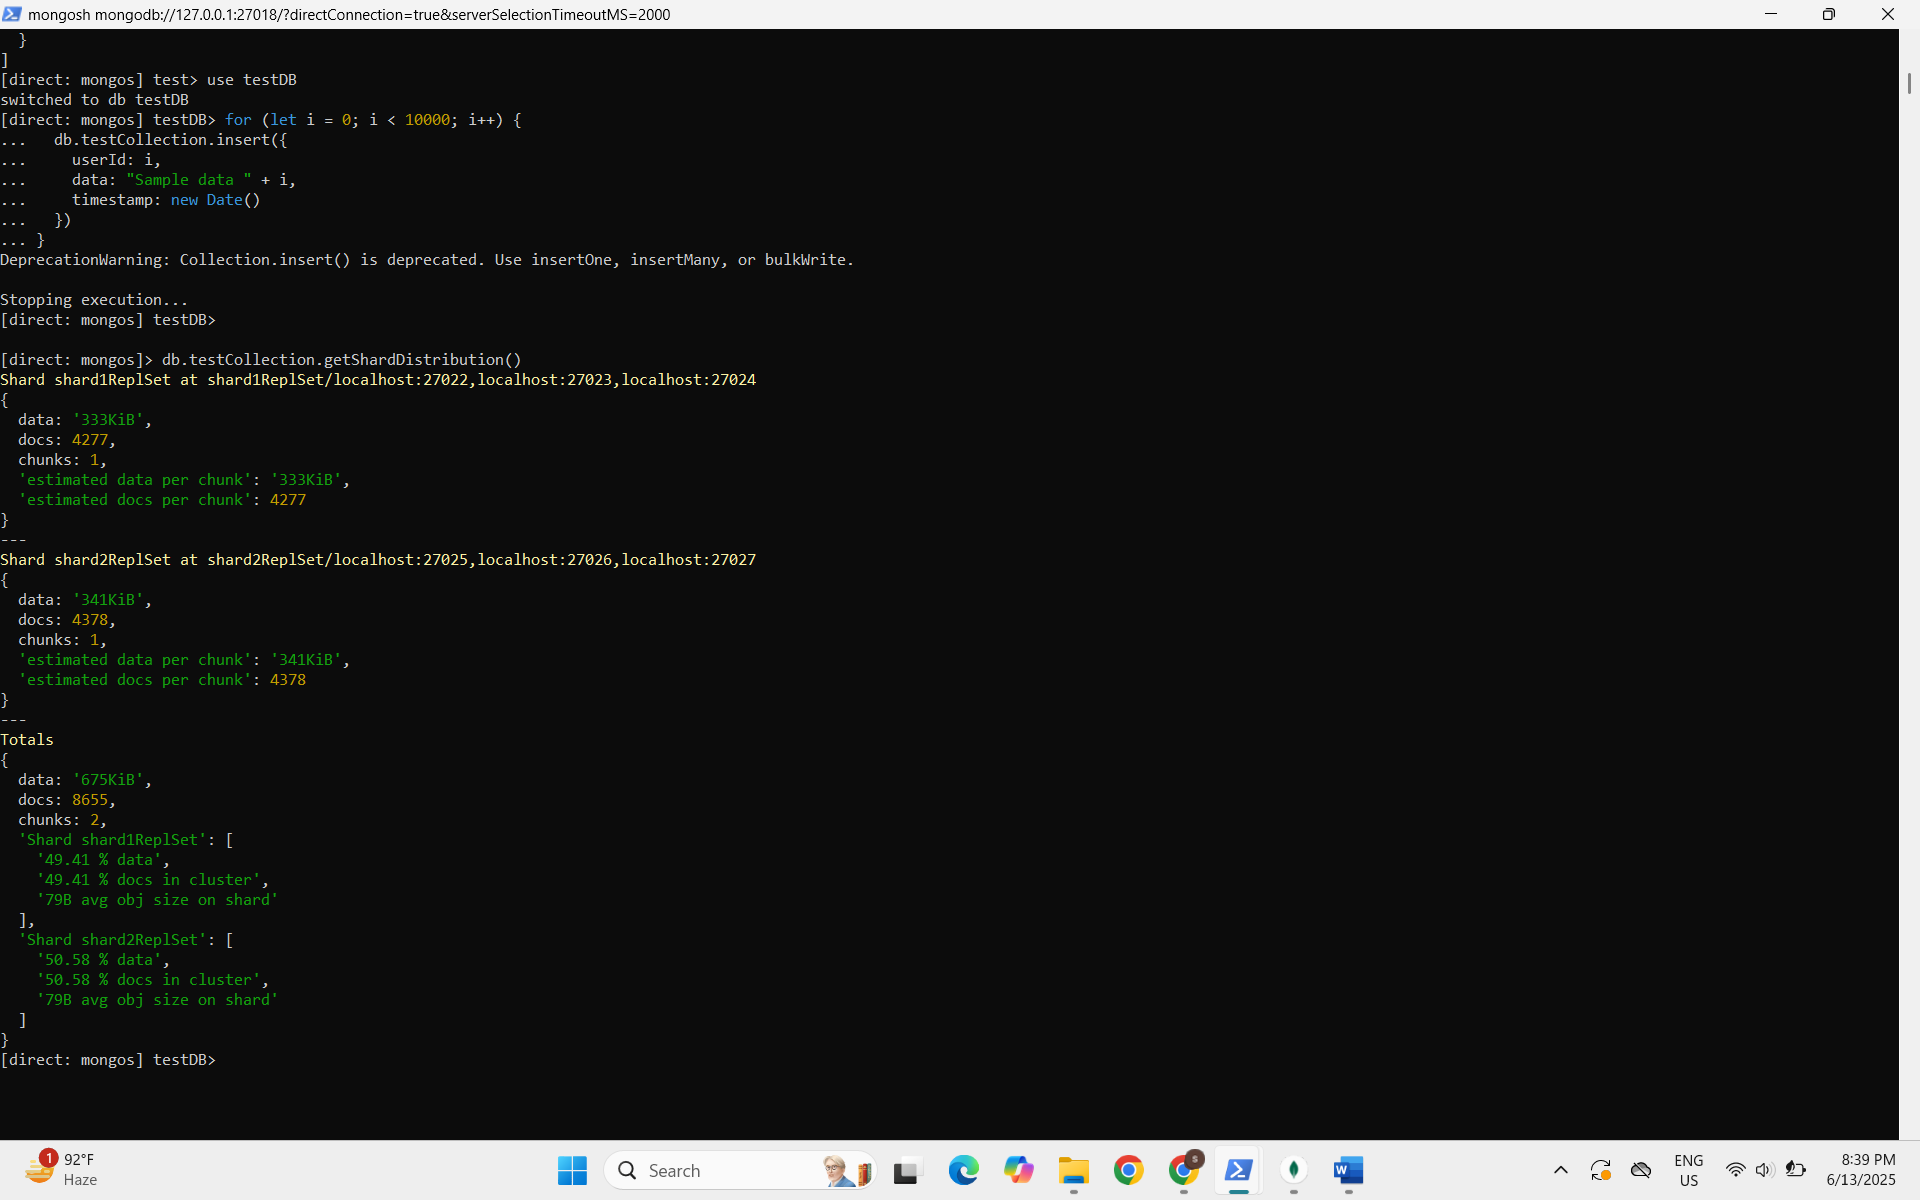 mongosh mongodb://127.0.0.1:27018/?directConnection=true&serverSelectionTimeoutMS=2000
  }
]
[direct: mongos] test> use testDB
switched to db testDB
[direct: mongos] testDB> for (let i = 0; i < 10000; i++) {
...   db.testCollection.insert({
...     userId: i,
...     data: "Sample data " + i,
...     timestamp: new Date()
...   })
... }
DeprecationWarning: Collection.insert() is deprecated. Use insertOne, insertMany, or bulkWrite.
Stopping execution...
[direct: mongos] testDB>
[direct: mongos]> db.testCollection.getShardDistribution()
Shard shard1ReplSet at shard1ReplSet/localhost:27022,localhost:27023,localhost:27024
{
  data: '333KiB',
  docs: 4277,
  chunks: 1,
  'estimated data per chunk': '333KiB',
  'estimated docs per chunk': 4277
}
---
Shard shard2ReplSet at shard2ReplSet/localhost:27025,localhost:27026,localhost:27027
{
  data: '341KiB',
  docs: 4378,
  chunks: 1,
  'estimated data per chunk': '341KiB',
  'estimated docs per chunk': 4378
}
---
Totals
{
  data: '675KiB',
  docs: 8655,
  chunks: 2,
  'Shard shard1ReplSet': [
    '49.41 % data',
    '49.41 % docs in cluster',
    '79B avg obj size on shard'
  ],
  'Shard shard2ReplSet': [
    '50.58 % data',
    '50.58 % docs in cluster',
    '79B avg obj size on shard'
  ]
}
[direct: mongos] testDB>
1
92°F
Haze
Search
S
W
ENG
US
8:39 PM
6/13/2025